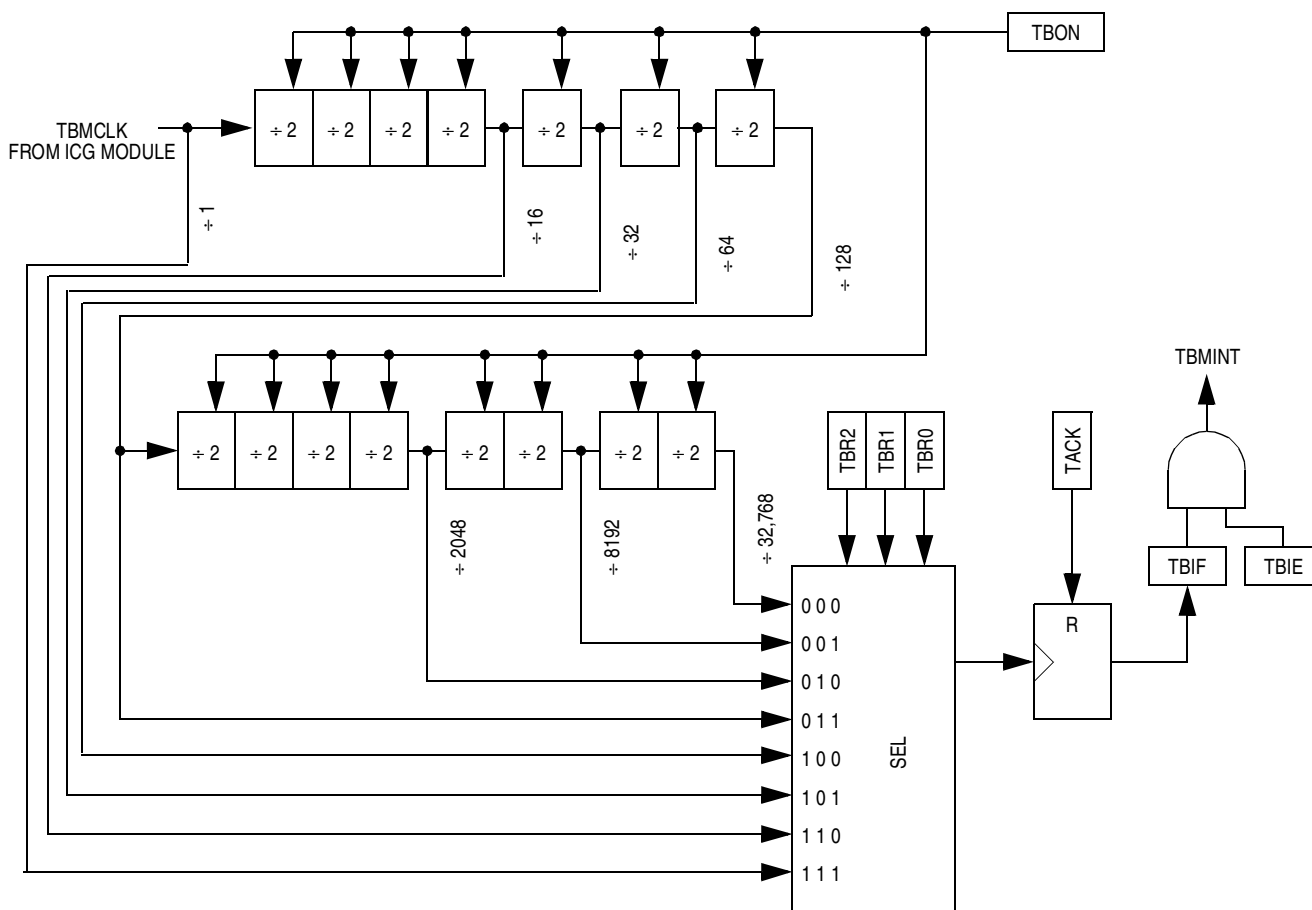 TBON
TBMCLK
FROM ICG MODULE
÷ 2
÷ 2
÷ 2
÷ 2
÷ 2
÷ 2
÷ 2
÷ 1
÷ 16
÷ 32
÷ 64
÷ 128
TBMINT
÷ 2
÷ 2
÷ 2
÷ 2
÷ 2
÷ 2
÷ 2
÷ 2
÷ 2048
÷ 8192
÷ 32,768
TBR2
TBR1
TBR0
TACK
TBIF
TBIE
0 0 0
0 0 1
0 1 0
0 1 1
1 0 0
1 0 1
1 1 0
1 1 1
SEL
R